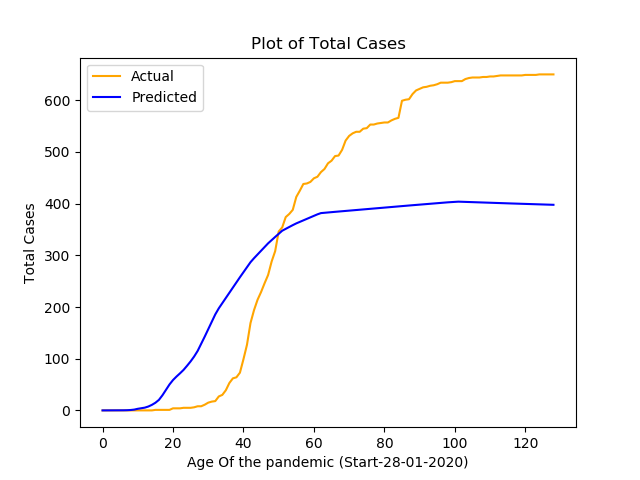 Plot of Total Cases
Actual
Predicted
Total Cases
600
500
400
300
200
100
0
0 20 40 60 80 100 120
Age Of the pandemic (Start-28-01-2020)